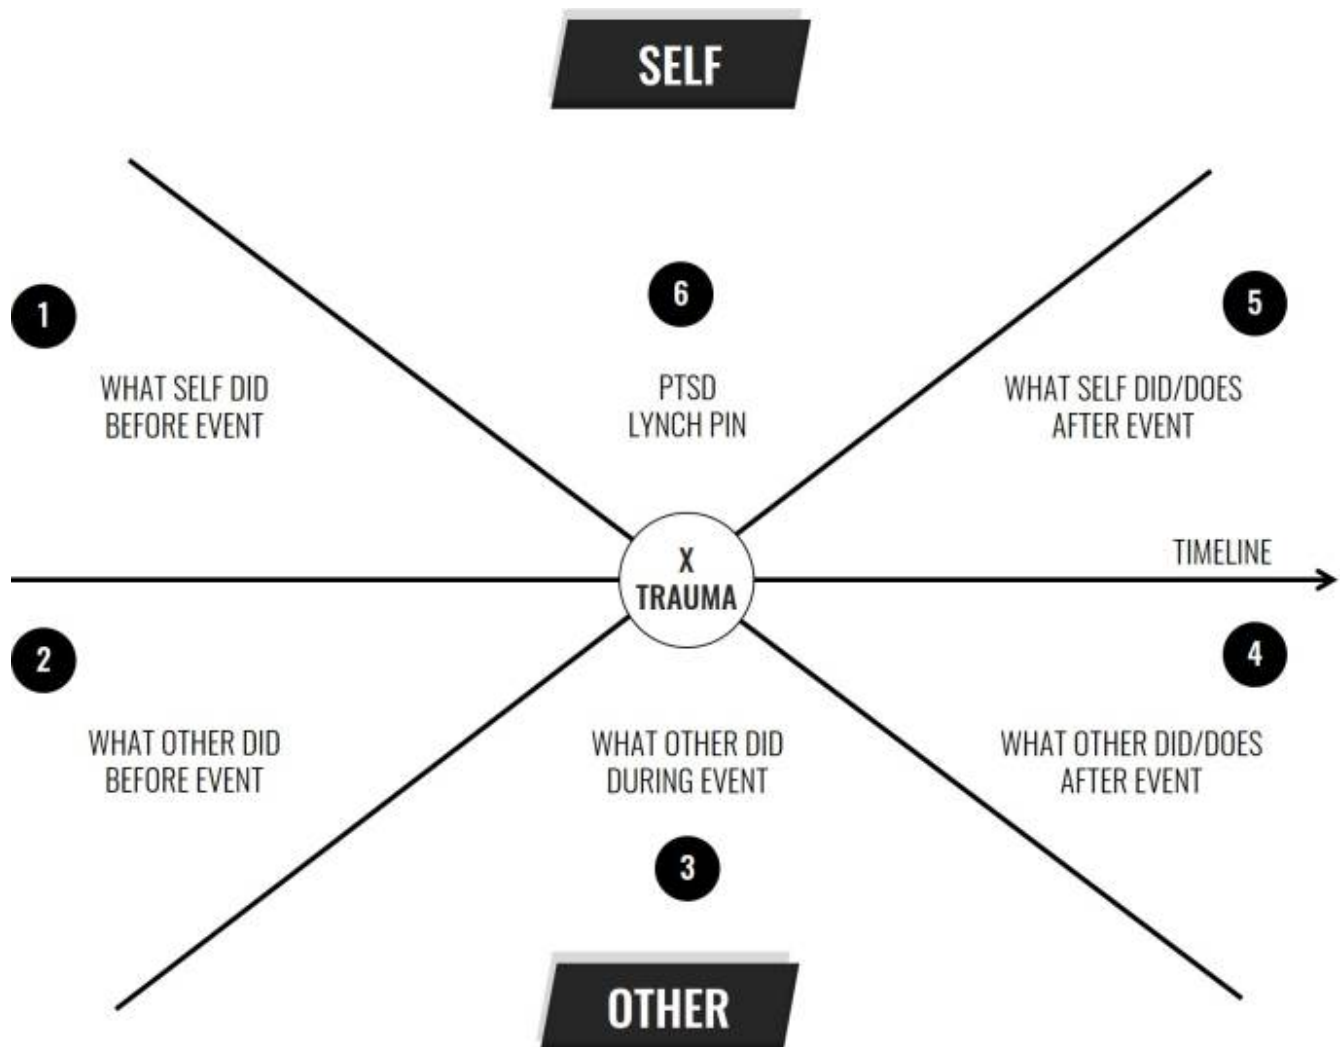 SELF
1
WHAT SELF DID
BEFORE EVENT
6
PTSD
LYNCH PIN
5
WHAT SELF DID/DOES
AFTER EVENT
X
TRAUMA
TIMELINE
2
WHAT OTHER DID
BEFORE EVENT
WHAT OTHER DID
DURING EVENT
3
4
WHAT OTHER DID/DOES
AFTER EVENT
OTHER